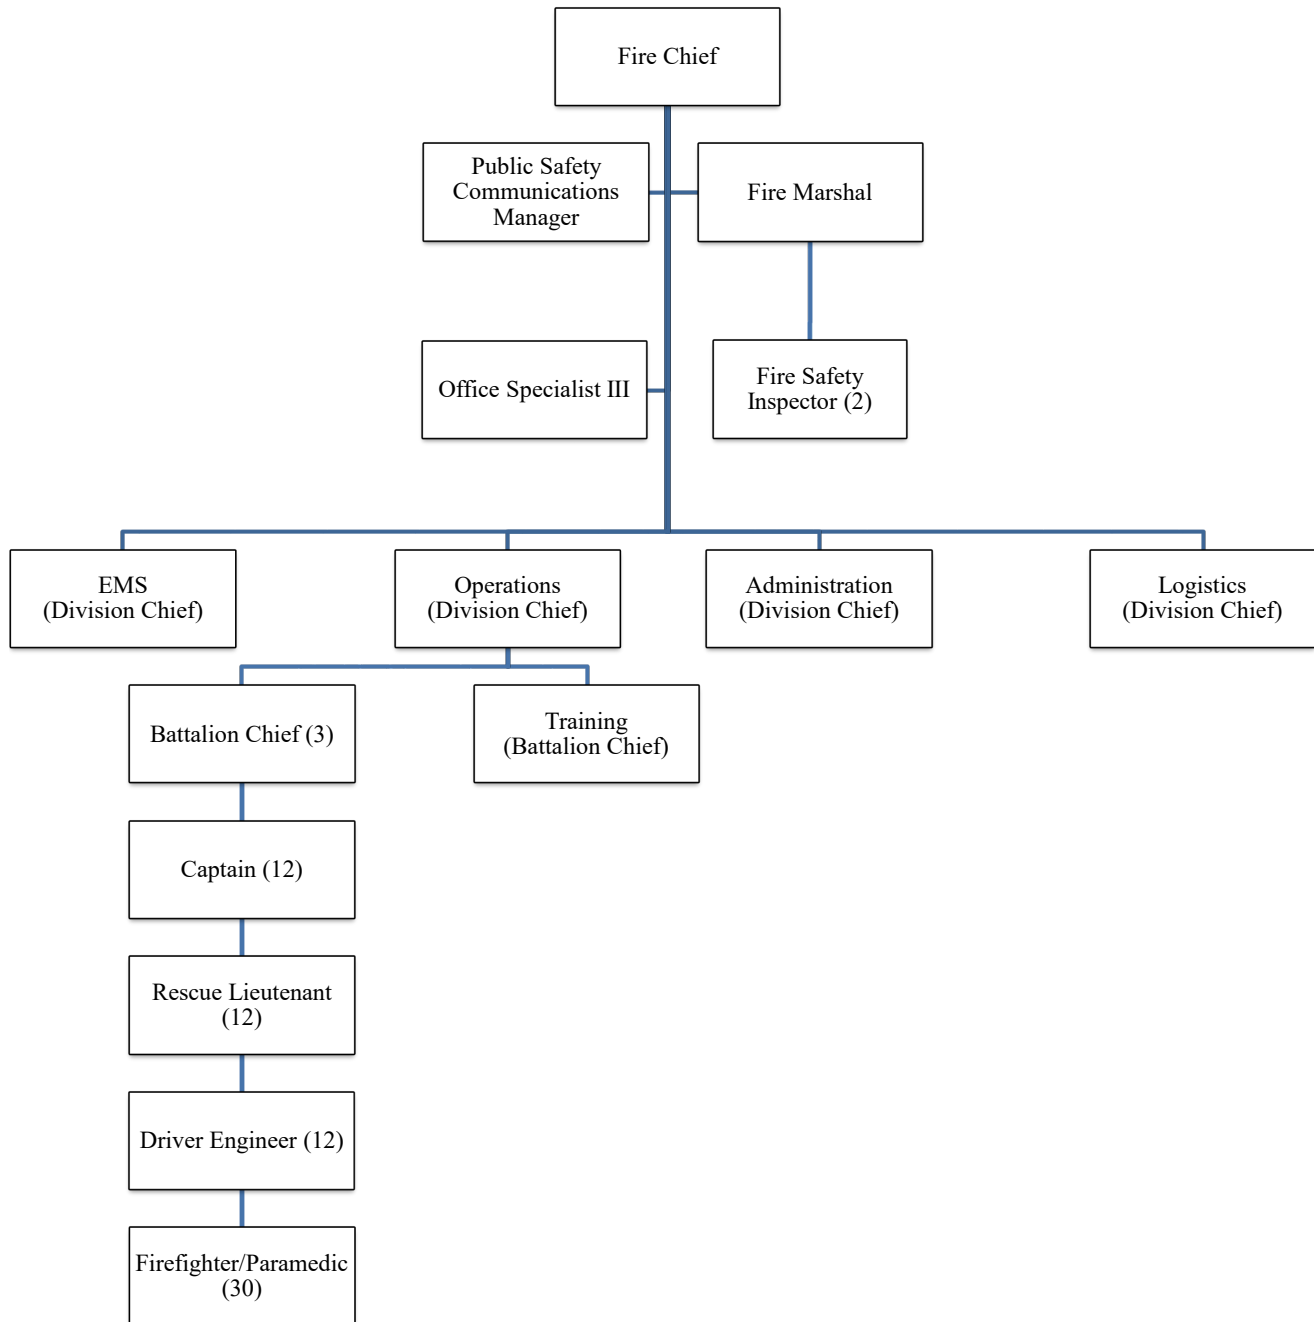 Fire Chief
Public Safety
Communications
Manager
Fire Marshal
Office Specialist III
Fire Safety
Inspector (2)
EMS
(Division Chief)
Operations
(Division Chief)
Administration
(Division Chief)
Logistics
(Division Chief)
Battalion Chief (3)
Training
(Battalion Chief)
Captain (12)
Rescue Lieutenant
(12)
Driver Engineer (12)
Firefighter/Paramedic
(30)